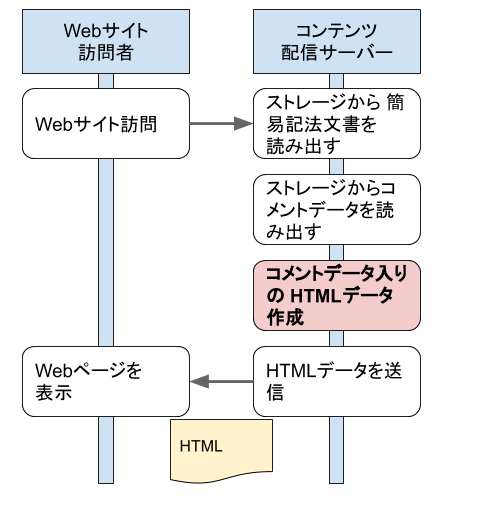 Webサイト
訪問者
コンテンツ
配信サーバー
Webサイト訪問
ストレージから 簡
易記法文書を
読み出す
ストレージからコ
メントデータを読
み出す
コメントデータ入り
の HTMLデータ
作成
Webページを
表示
HTMLデータを送
信
HTML